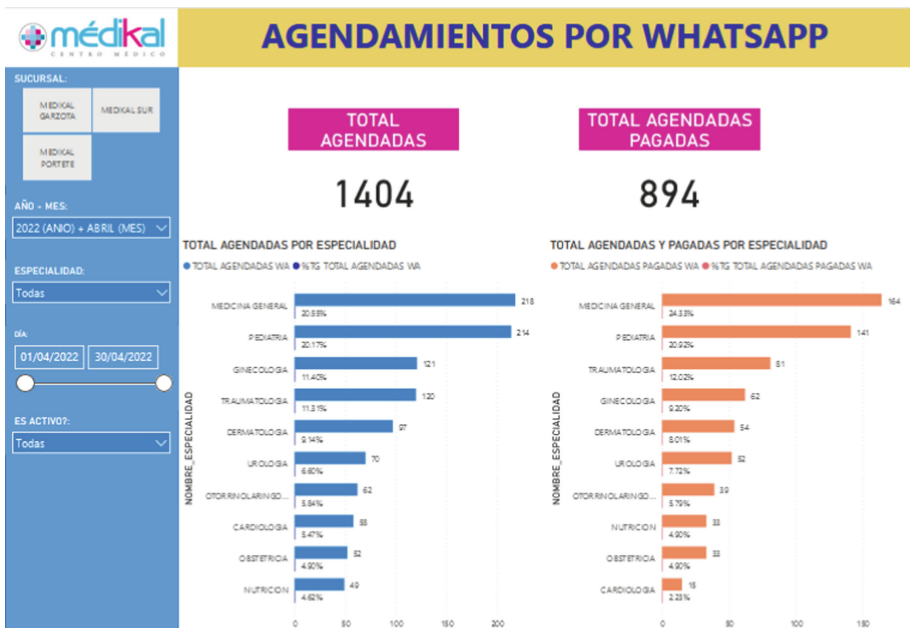 médikal
CENTRO MÉDICO
AGENDAMIENTOS POR WHATSAPP
SUCURSAL:
MEDIKAL
GARZOTA
MEDIKAL SUR
MEDIKAL
PORTETE
AÑO - MES:
2022 (ANIO) + ABRIL (MES)
ESPECIALIDAD:
Todas
DÍA:
01/04/2022
30/04/2022
ES ACTIVO?:
Todas
TOTAL
AGENDADAS
1404
TOTAL AGENDADAS
PAGADAS
894
TOTAL AGENDADAS POR ESPECIALIDAD
TOTAL AGENDADAS WA %TG TOTAL AGENDADAS WA
NOMBRE_ESPECIALIDAD
MEDICINA GENERAL 218
20.55%
PEDIATRIA 214
20.17%
GINECOLOGIA 121
11.40%
TRAUMATOLOGIA 120
11.31%
DERMATOLOGIA 97
9.14%
UROLOGIA 70
6.60%
OTORRINOLARINGO... 62
5.84%
CARDIOLOGIA 58
5.47%
OBSTETRICIA 52
4.90%
NUTRICION 49
4.62%
0 50 100 150 200
TOTAL AGENDADAS Y PAGADAS POR ESPECIALIDAD
TOTAL AGENDADAS PAGADAS WA %TG TOTAL AGENDADAS PAGADAS WA
NOMBRE_ESPECIALIDAD
MEDICINA GENERAL 164
24.33%
PEDIATRIA 141
20.92%
TRAUMATOLOGIA 81
12.02%
GINECOLOGIA 62
9.20%
DERMATOLOGIA 54
8.01%
UROLOGIA 52
7.72%
OTORRINOLARINGO... 39
5.79%
NUTRICION 33
4.90%
OBSTETRICIA 33
4.90%
CARDIOLOGIA 15
2.23%
0 50 100 150